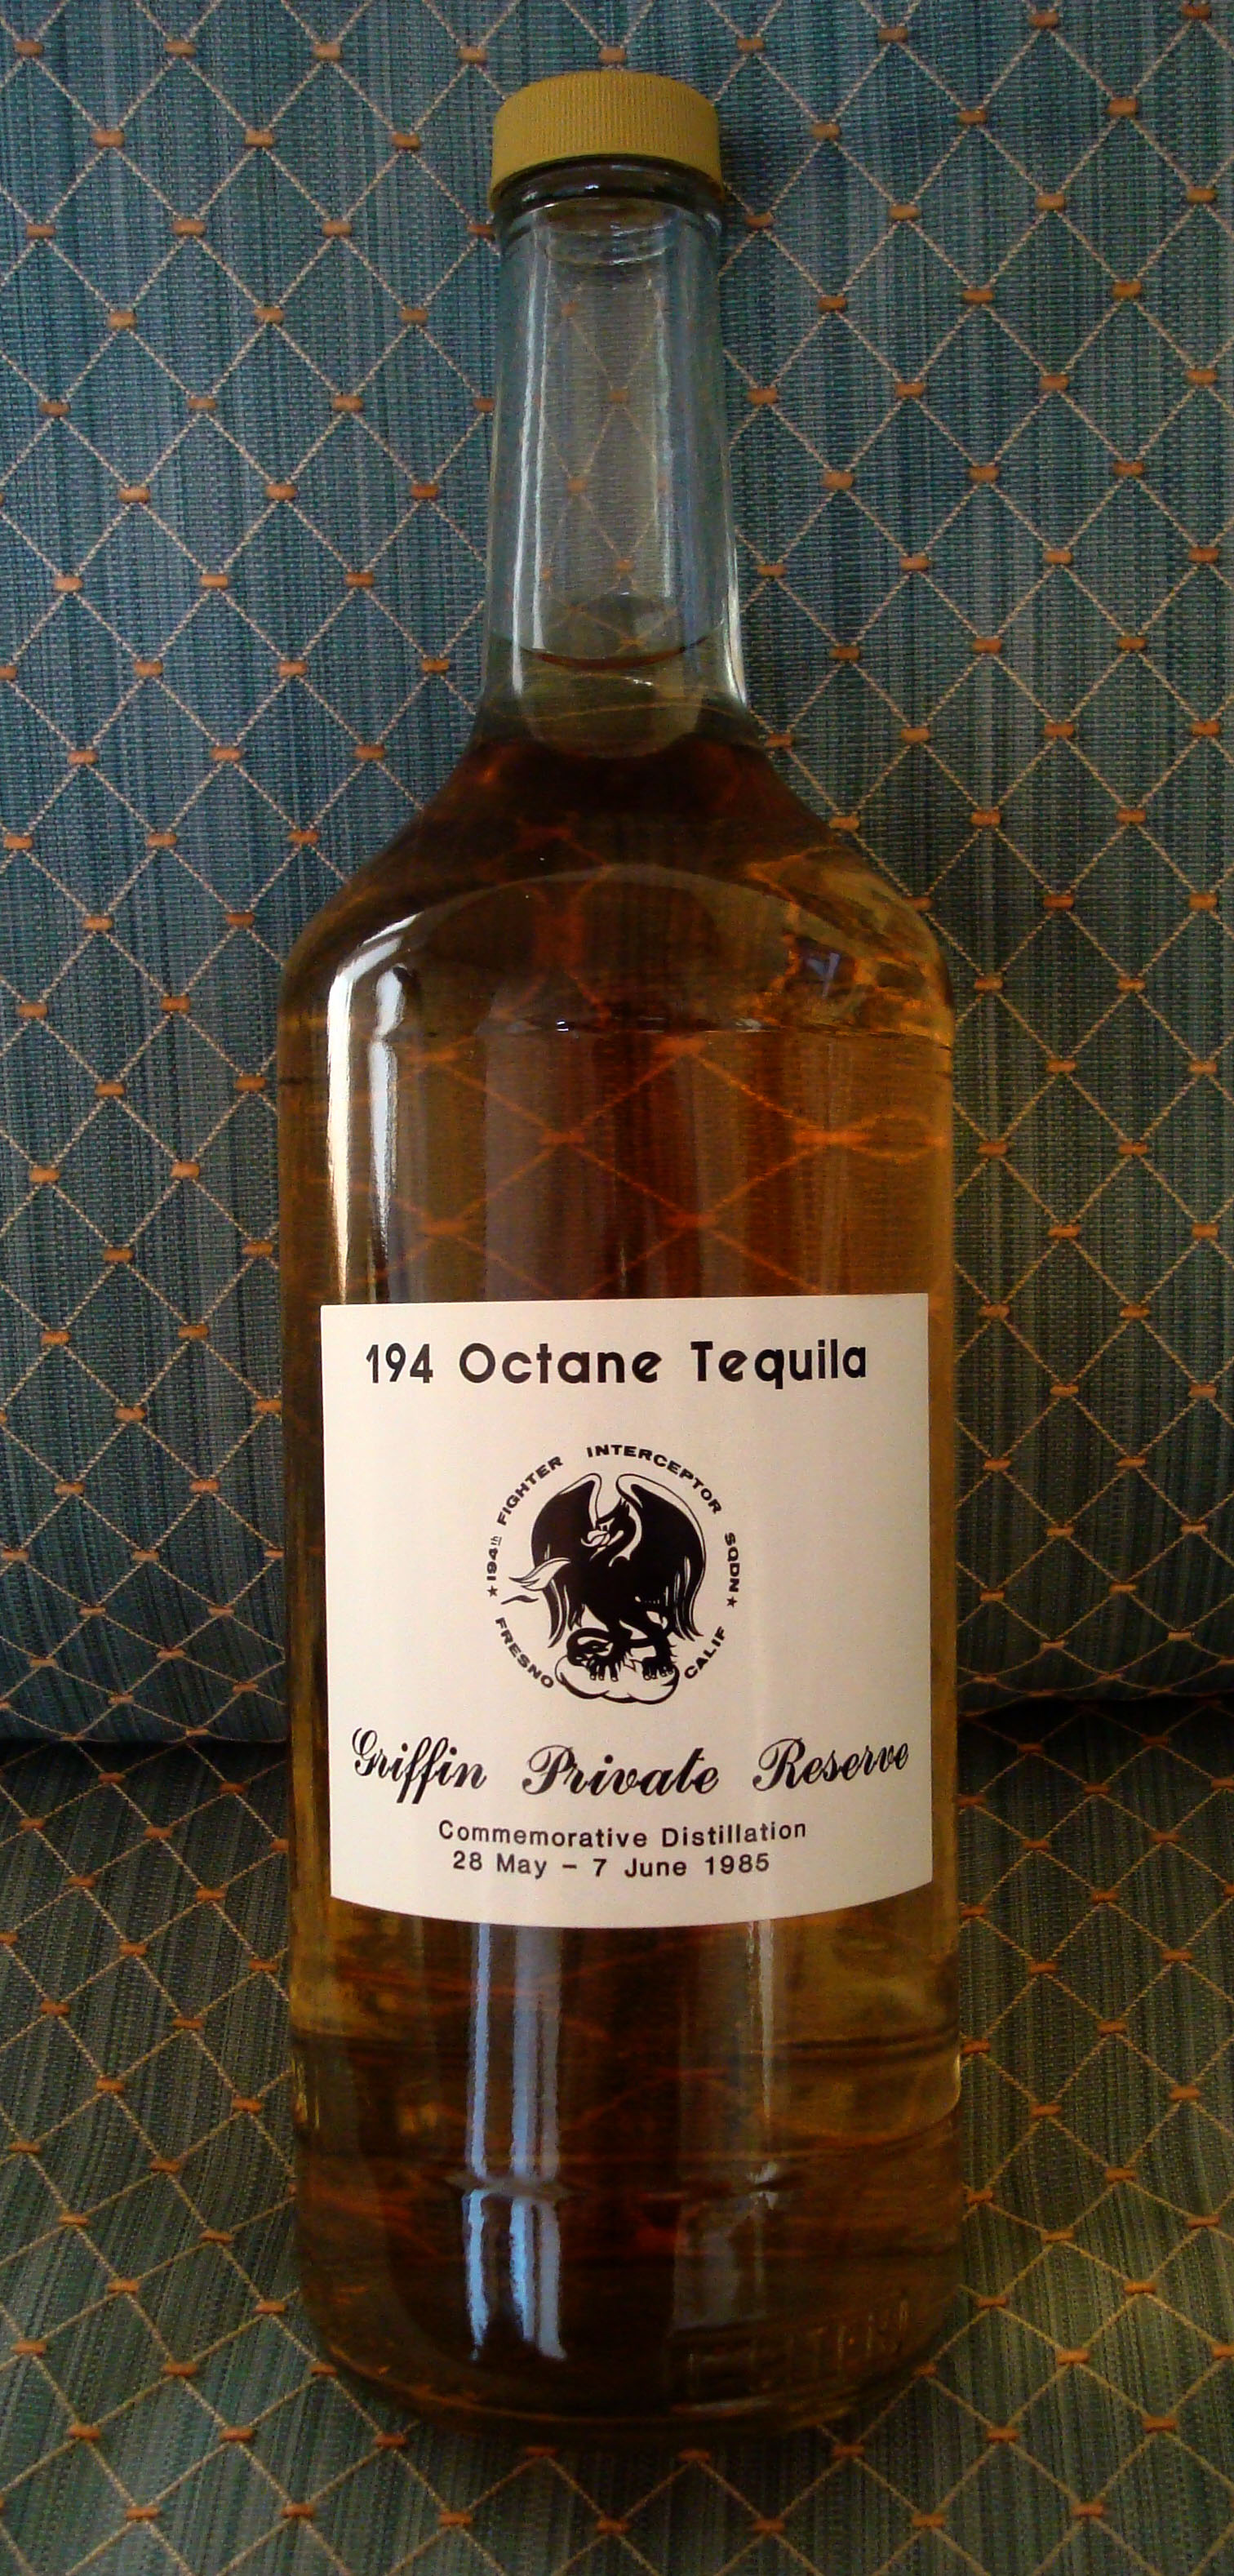 194 Octane Tequila
★ 194th FIGHTER INTERCEPTOR SQDN ★
FRESNO CALIF
Griffin Private Reserve
Commemorative Distillation
28 May – 7 June 1985